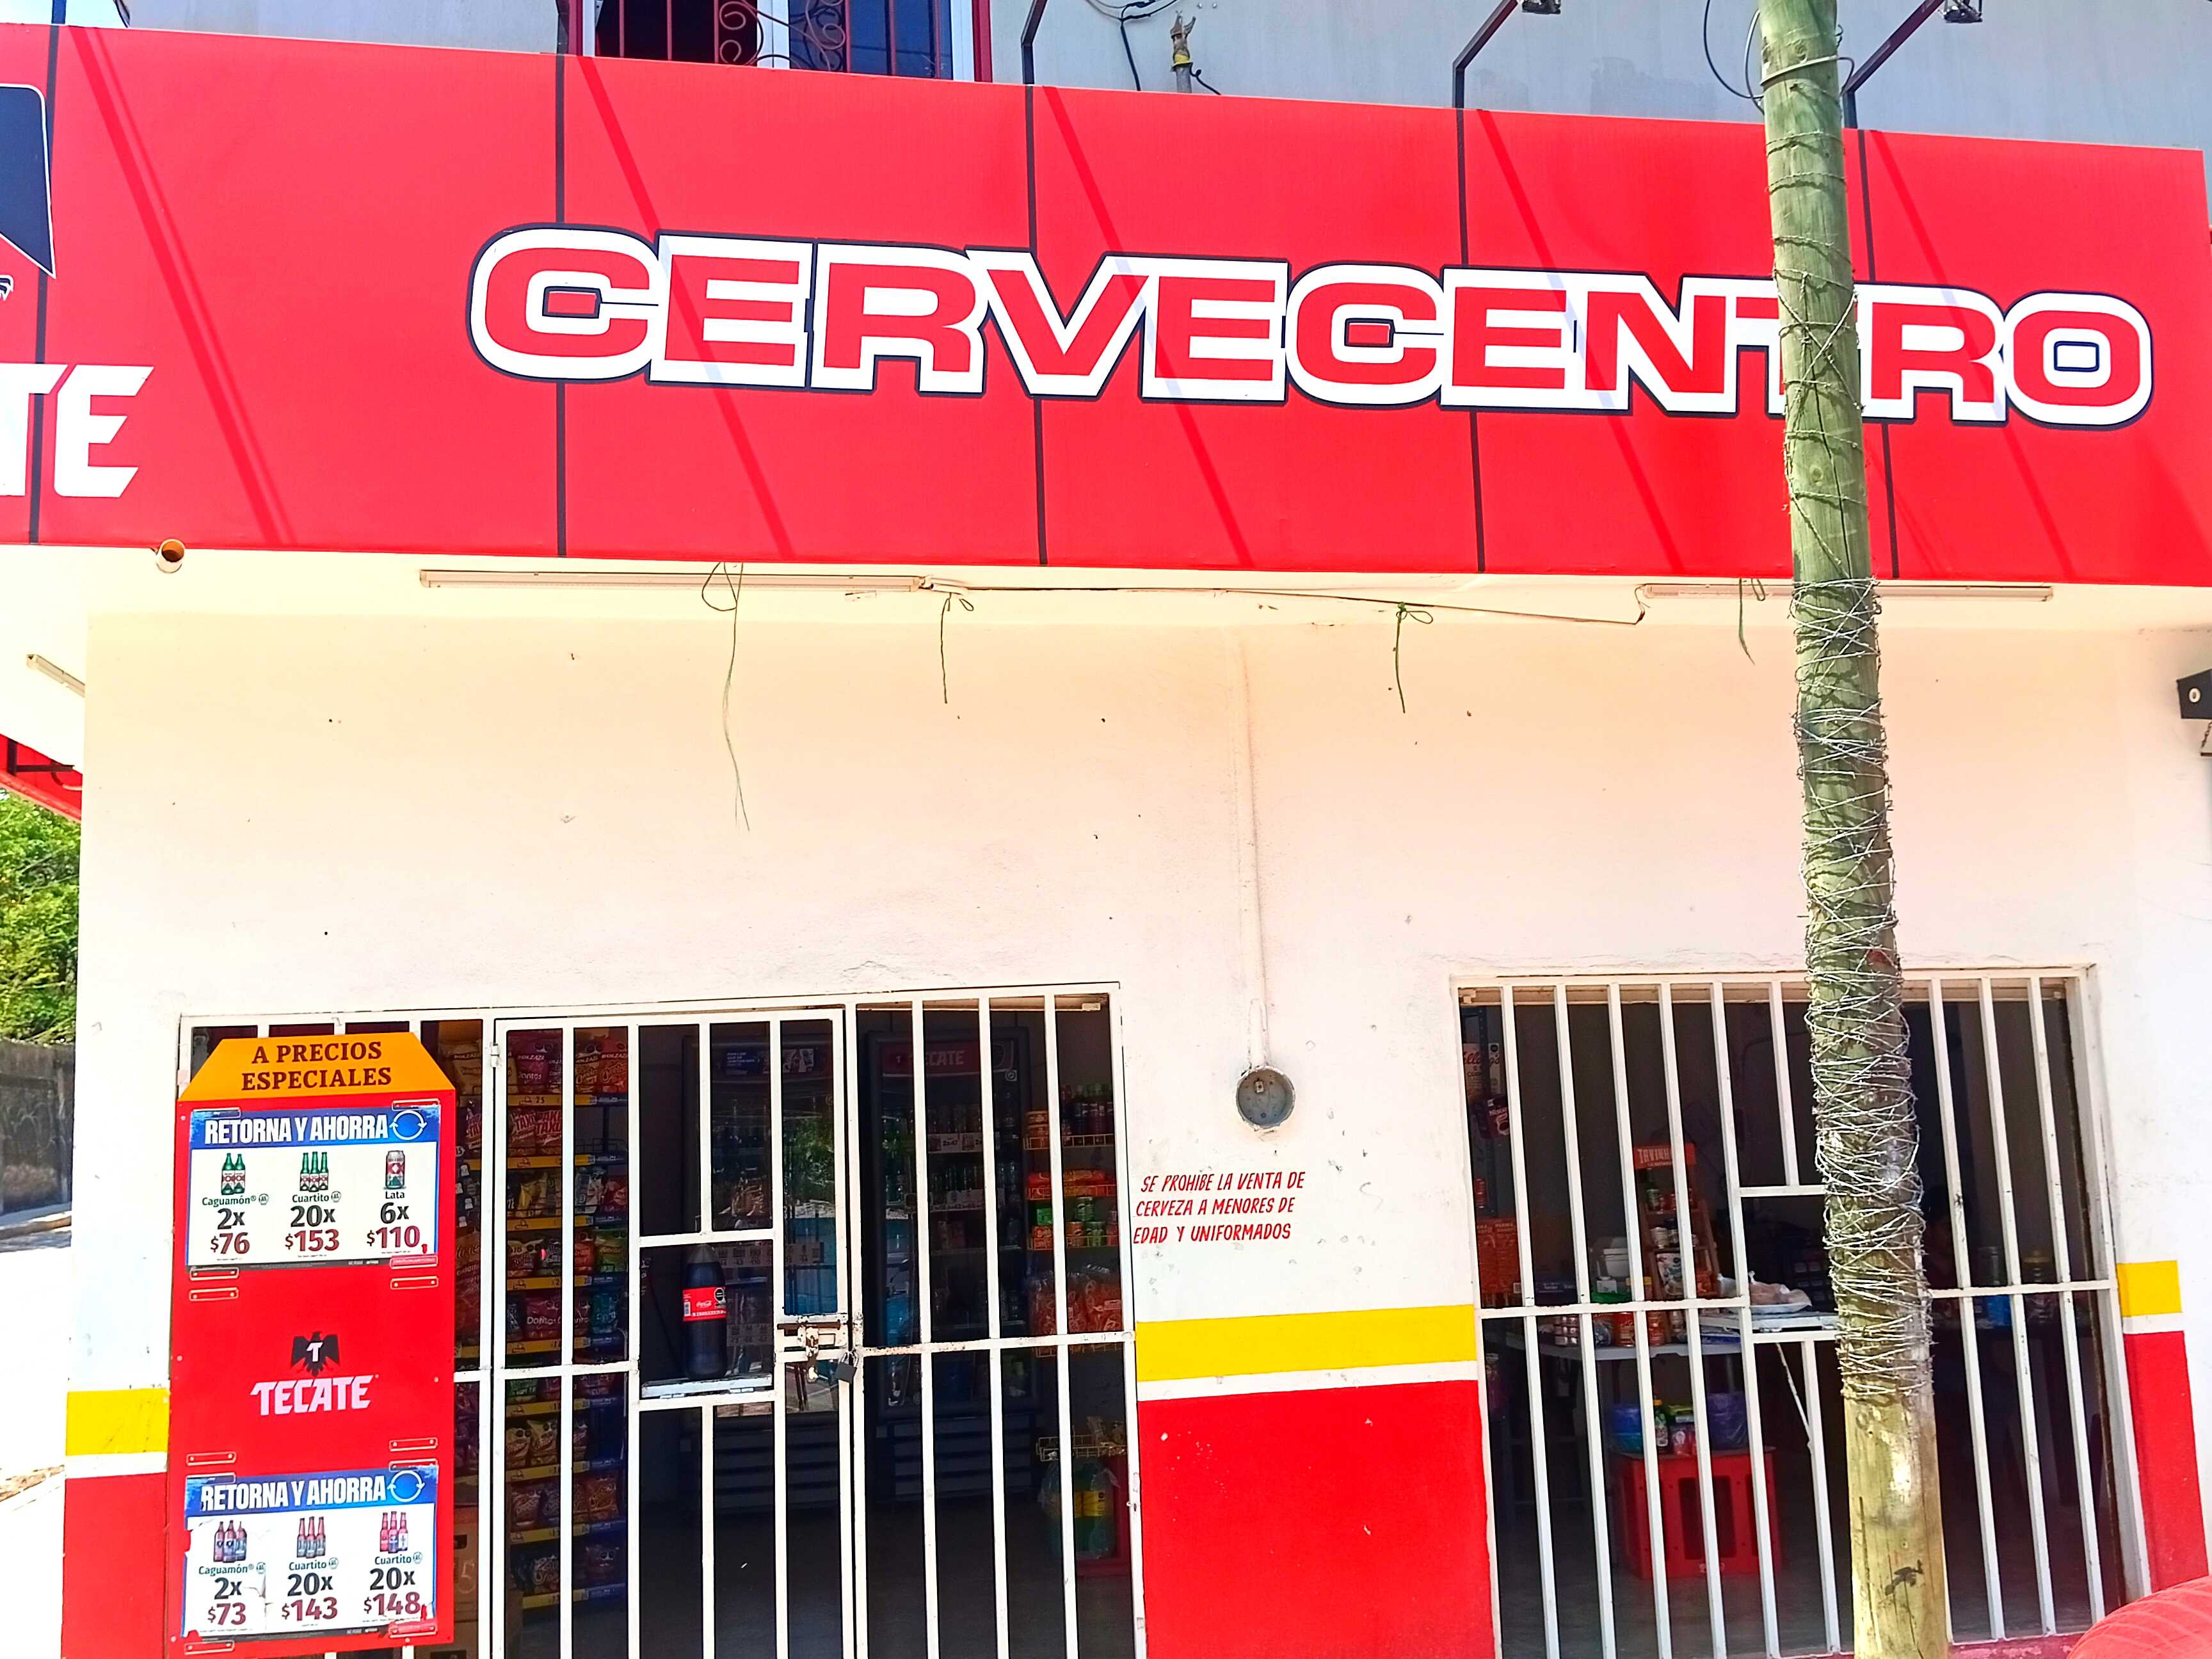 TE
CERVECENTRO
A PRECIOS
ESPECIALES
RETORNA Y AHORRA
Caguamón® Cuartito Lata
2x 20x 6x
$76 $153 $110
T
TECATE
RETORNA Y AHORRA
Caguamón® Cuartito Cuartito
2x 20x 20x
$73 $143 $148
SE PROHIBE LA VENTA DE
CERVEZA A MENORES DE
EDAD Y UNIFORMADOS
TECATE
Coca-Cola